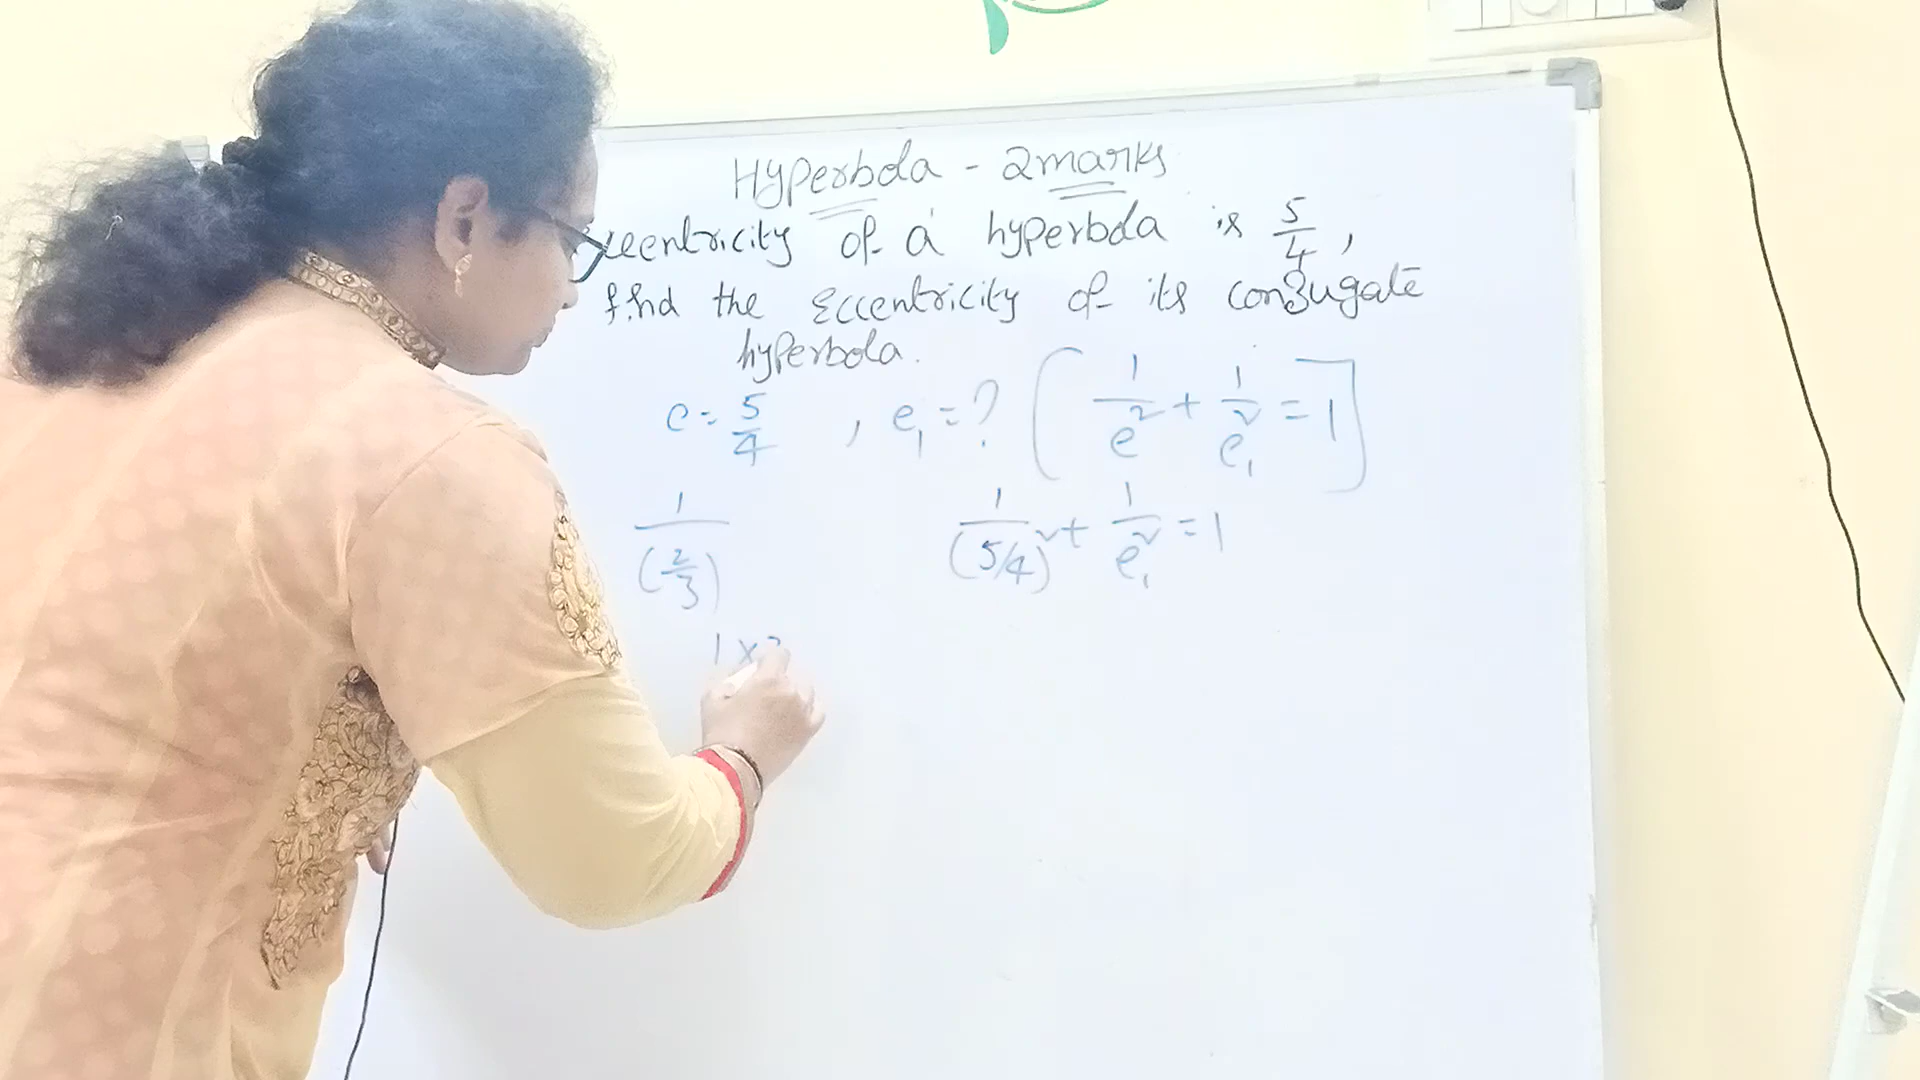 Hyperbola - 2marks
ccentricity of a hyperbola is 5/4,
find the Eccentricity of its conjugate
hyperbola.
e = 5/4 , e₁ = ? [ 1/e² + 1/e₁² = 1 ]
1/(2/3) 1/(5/4)² + 1/e₁² = 1
1 x